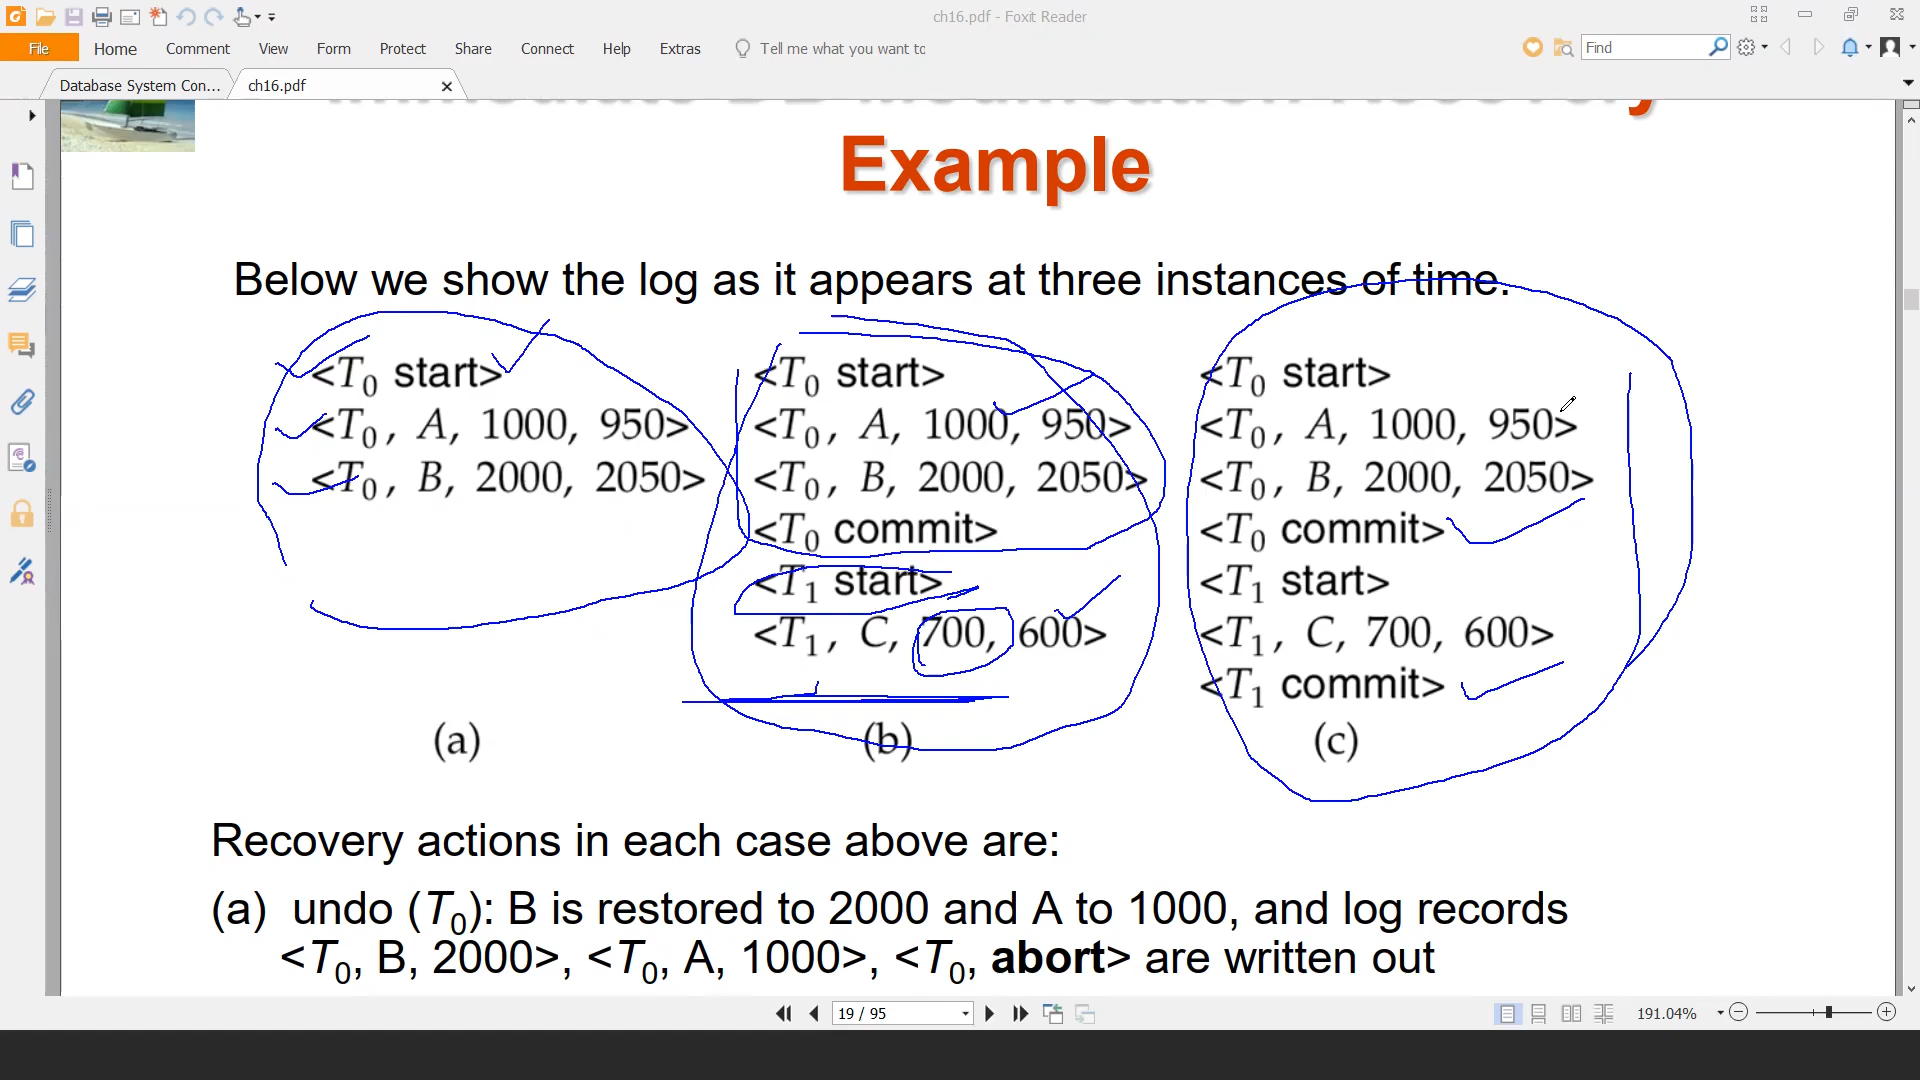 ch16.pdf - Foxit Reader
File Home Comment View Form Protect Share Connect Help Extras Tell me what you want to Find
Database System Con... ch16.pdf
Example
Below we show the log as it appears at three instances of time.
<T0 start> <T0 start> <T0 start>
<T0, A, 1000, 950> <T0, A, 1000, 950> <T0, A, 1000, 950>
<T0, B, 2000, 2050> <T0, B, 2000, 2050> <T0, B, 2000, 2050>
<T0 commit> <T0 commit>
<T1 start> <T1 start>
<T1, C, 700, 600> <T1, C, 700, 600>
<T1 commit>
(a) (b) (c)
Recovery actions in each case above are:
(a) undo (T0): B is restored to 2000 and A to 1000, and log records
<T0, B, 2000>, <T0, A, 1000>, <T0, abort> are written out
19 / 95 191.04%